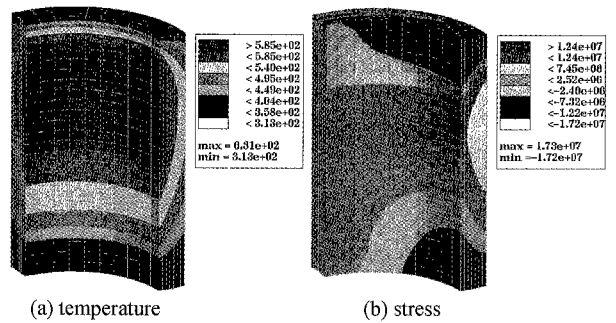 > 5.85e+02
< 5.85e+02
< 5.40e+02
< 4.95e+02
< 4.49e+02
< 4.04e+02
< 3.58e+02
< 3.13e+02
max = 6.31e+02
min = 3.13e+02
> 1.24e+07
< 1.24e+07
< 7.45e+06
< 2.52e+06
<-2.40e+06
<-7.32e+06
<-1.22e+07
<-1.72e+07
max = 1.73e+07
min =-1.72e+07
(a) temperature
(b) stress